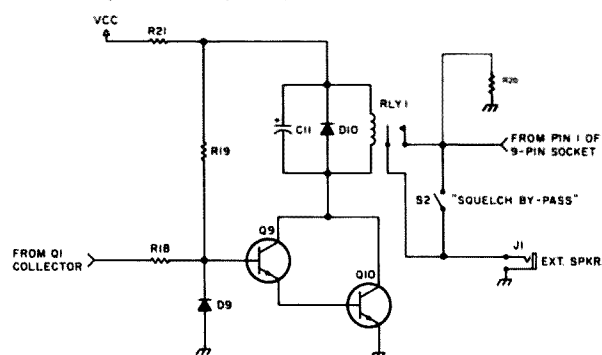 VCC
R21
R20
RLY1
C11
D10
FROM PIN 1 OF
9-PIN SOCKET
R19
S2
"SQUELCH BY-PASS"
Q9
J1
EXT. SPKR
FROM Q1
COLLECTOR
R18
Q10
D9